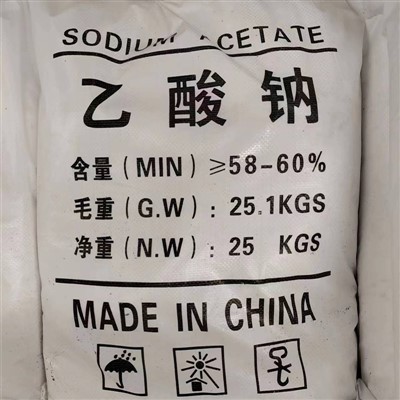 SODIUM ACETATE
乙酸钠
含量(MIN) ≥58-60%
毛重(G.W) : 25.1KGS
净重(N.W) : 25 KGS
MADE IN CHINA